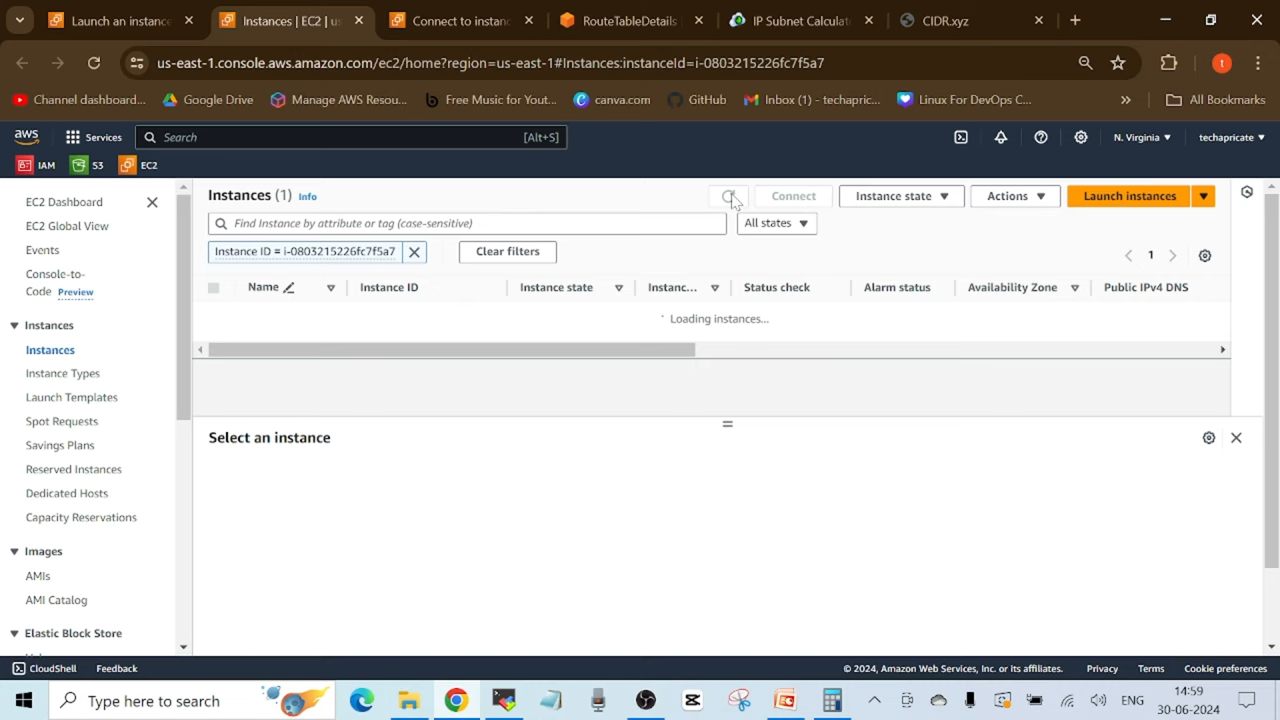 Launch an instance
Instances | EC2 | us
Connect to instanc
RouteTableDetails
IP Subnet Calculat
CIDR.xyz
us-east-1.console.aws.amazon.com/ec2/home?region=us-east-1#Instances:instanceId=i-0803215226fc7f5a7
t
Channel dashboard...
Google Drive
Manage AWS Resou...
Free Music for Yout...
canva.com
GitHub
Inbox (1) - techapric...
Linux For DevOps C...
All Bookmarks
aws
Services
Search
[Alt+S]
N. Virginia
techapricate
IAM
S3
EC2
EC2 Dashboard
EC2 Global View
Events
Console-to-
Code Preview
Instances
Instances
Instance Types
Launch Templates
Spot Requests
Savings Plans
Reserved Instances
Dedicated Hosts
Capacity Reservations
Images
AMIs
AMI Catalog
Elastic Block Store
Instances (1) Info
Connect
Instance state
Actions
Launch instances
Find Instance by attribute or tag (case-sensitive)
All states
Instance ID = i-0803215226fc7f5a7
Clear filters
1
Name
Instance ID
Instance state
Instanc...
Status check
Alarm status
Availability Zone
Public IPv4 DNS
Loading instances...
Select an instance
CloudShell
Feedback
© 2024, Amazon Web Services, Inc. or its affiliates.
Privacy
Terms
Cookie preferences
Type here to search
ENG
14:59
30-06-2024